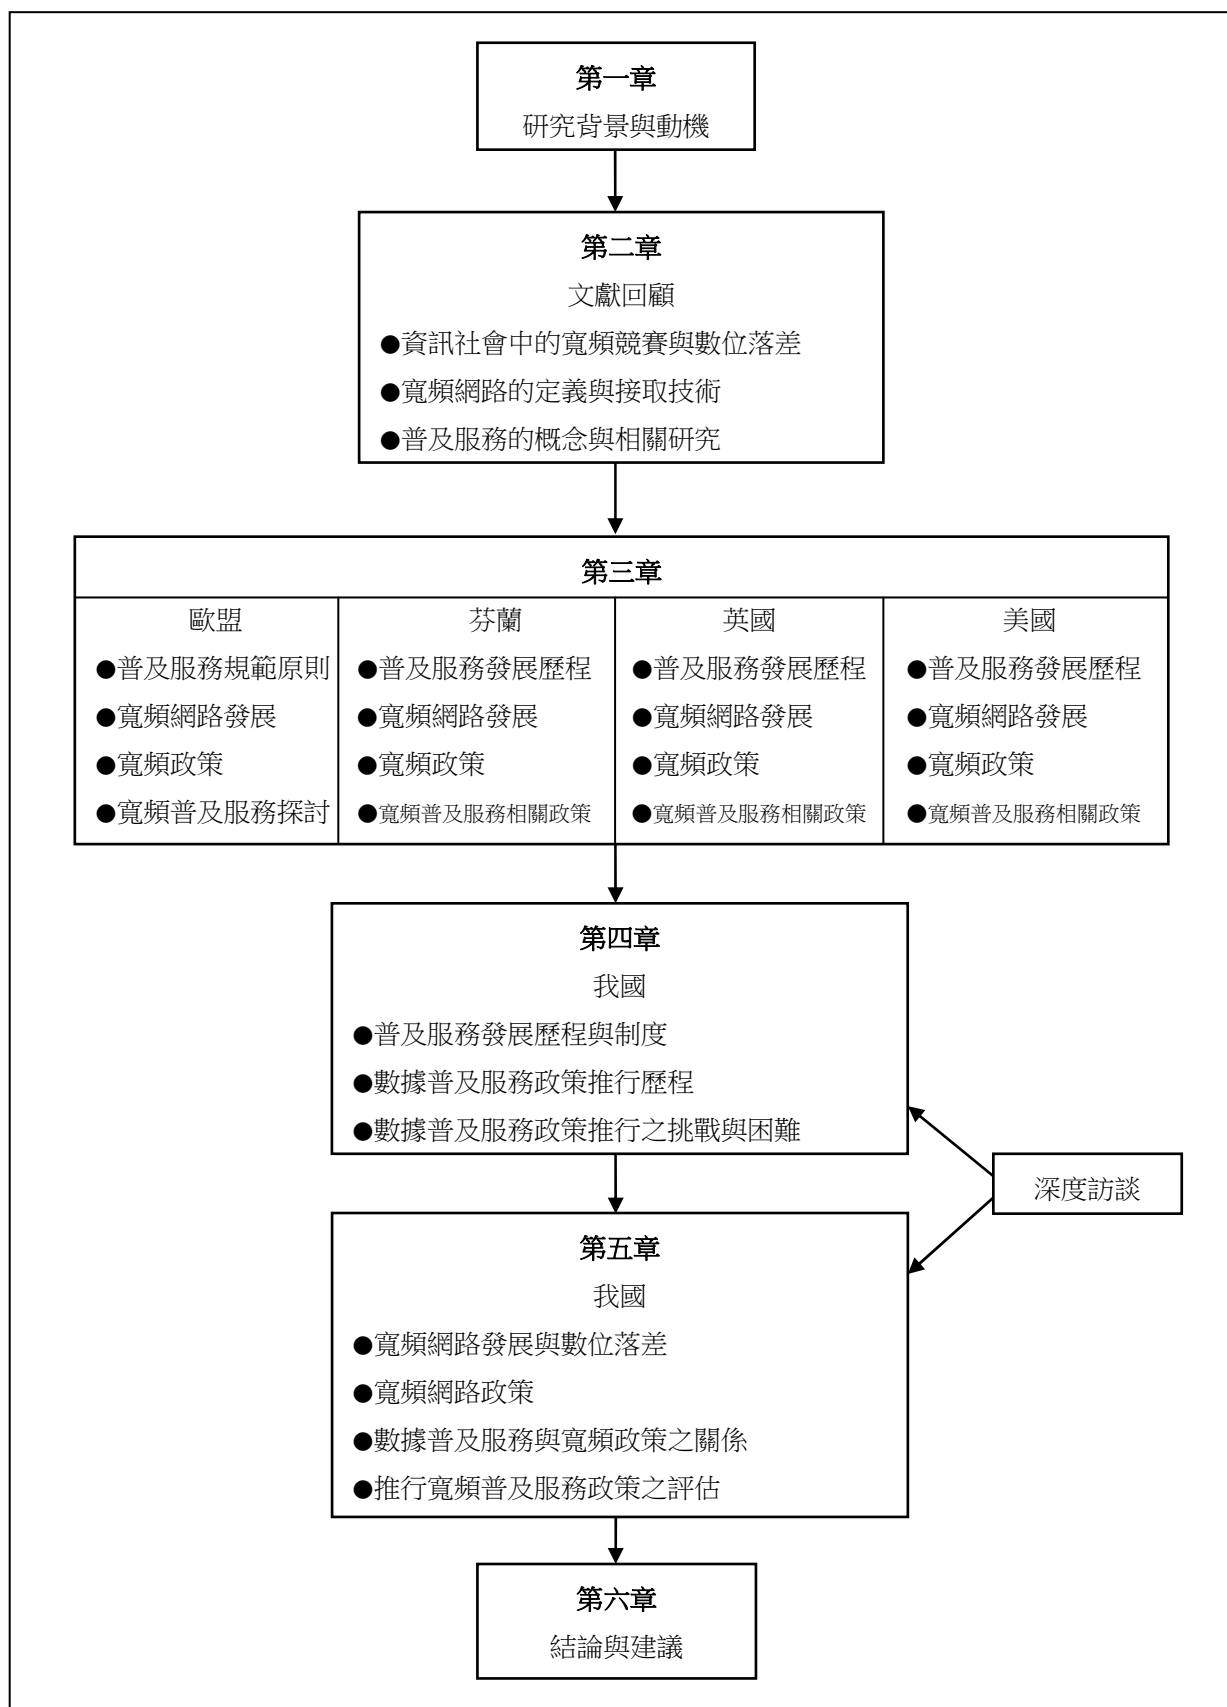 第一章
研究背景與動機
第二章
文獻回顧
●資訊社會中的寬頻競賽與數位落差
●寬頻網路的定義與接取技術
●普及服務的概念與相關研究
第三章
歐盟
●普及服務規範原則
●寬頻網路發展
●寬頻政策
●寬頻普及服務探討
芬蘭
●普及服務發展歷程
●寬頻網路發展
●寬頻政策
●寬頻普及服務相關政策
英國
●普及服務發展歷程
●寬頻網路發展
●寬頻政策
●寬頻普及服務相關政策
美國
●普及服務發展歷程
●寬頻網路發展
●寬頻政策
●寬頻普及服務相關政策
第四章
我國
●普及服務發展歷程與制度
●數據普及服務政策推行歷程
●數據普及服務政策推行之挑戰與困難
深度訪談
第五章
我國
●寬頻網路發展與數位落差
●寬頻網路政策
●數據普及服務與寬頻政策之關係
●推行寬頻普及服務政策之評估
第六章
結論與建議